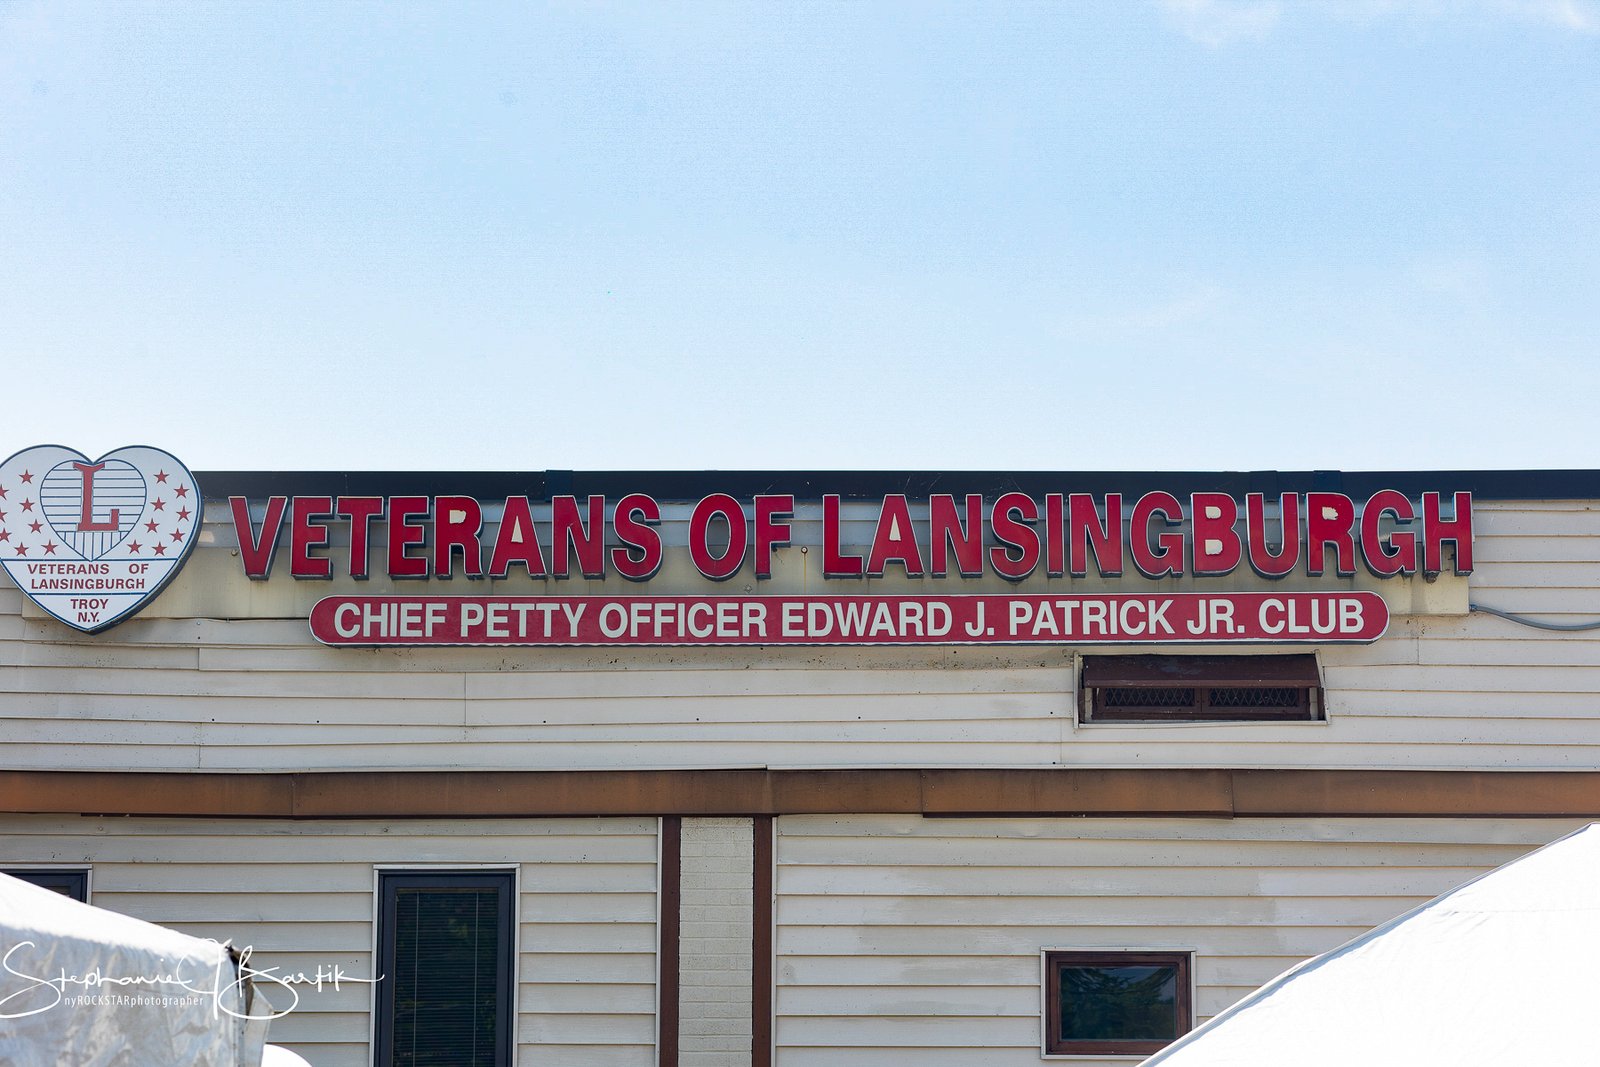 VETERANS OF LANSINGBURGH
CHIEF PETTY OFFICER EDWARD J. PATRICK JR. CLUB
L
VETERANS OF
LANSINGBURGH
TROY
N.Y.
Stephanie J Bartik
nyROCKSTARphotographer